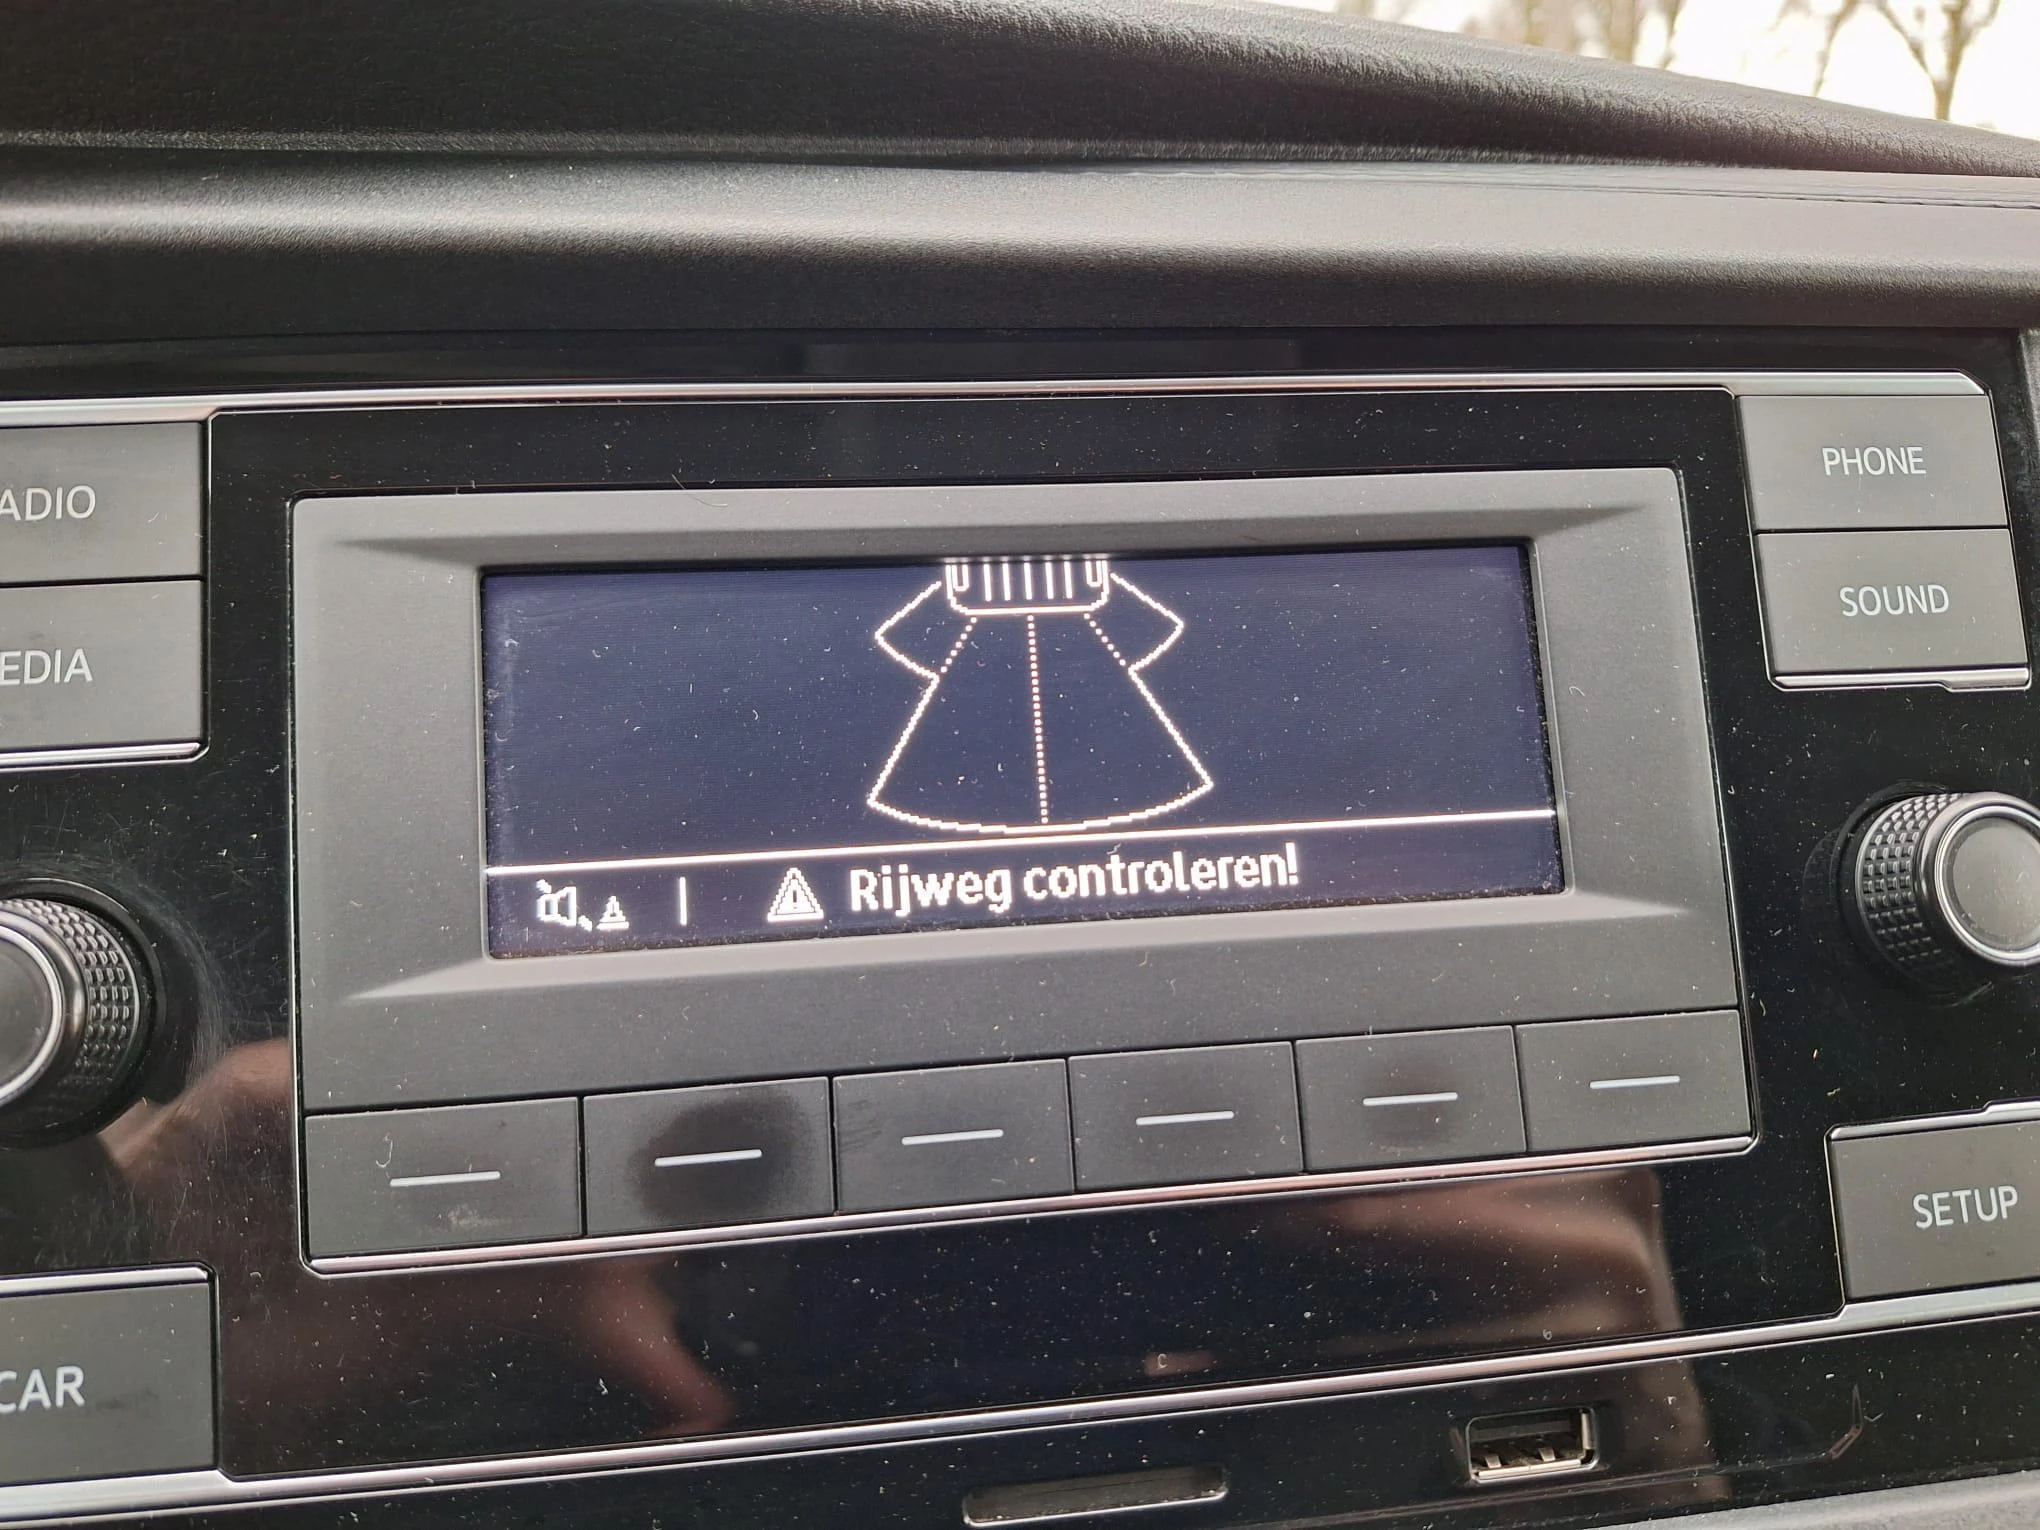 ADIO
EDIA
PHONE
SOUND
Rijweg controleren!
SETUP
CAR